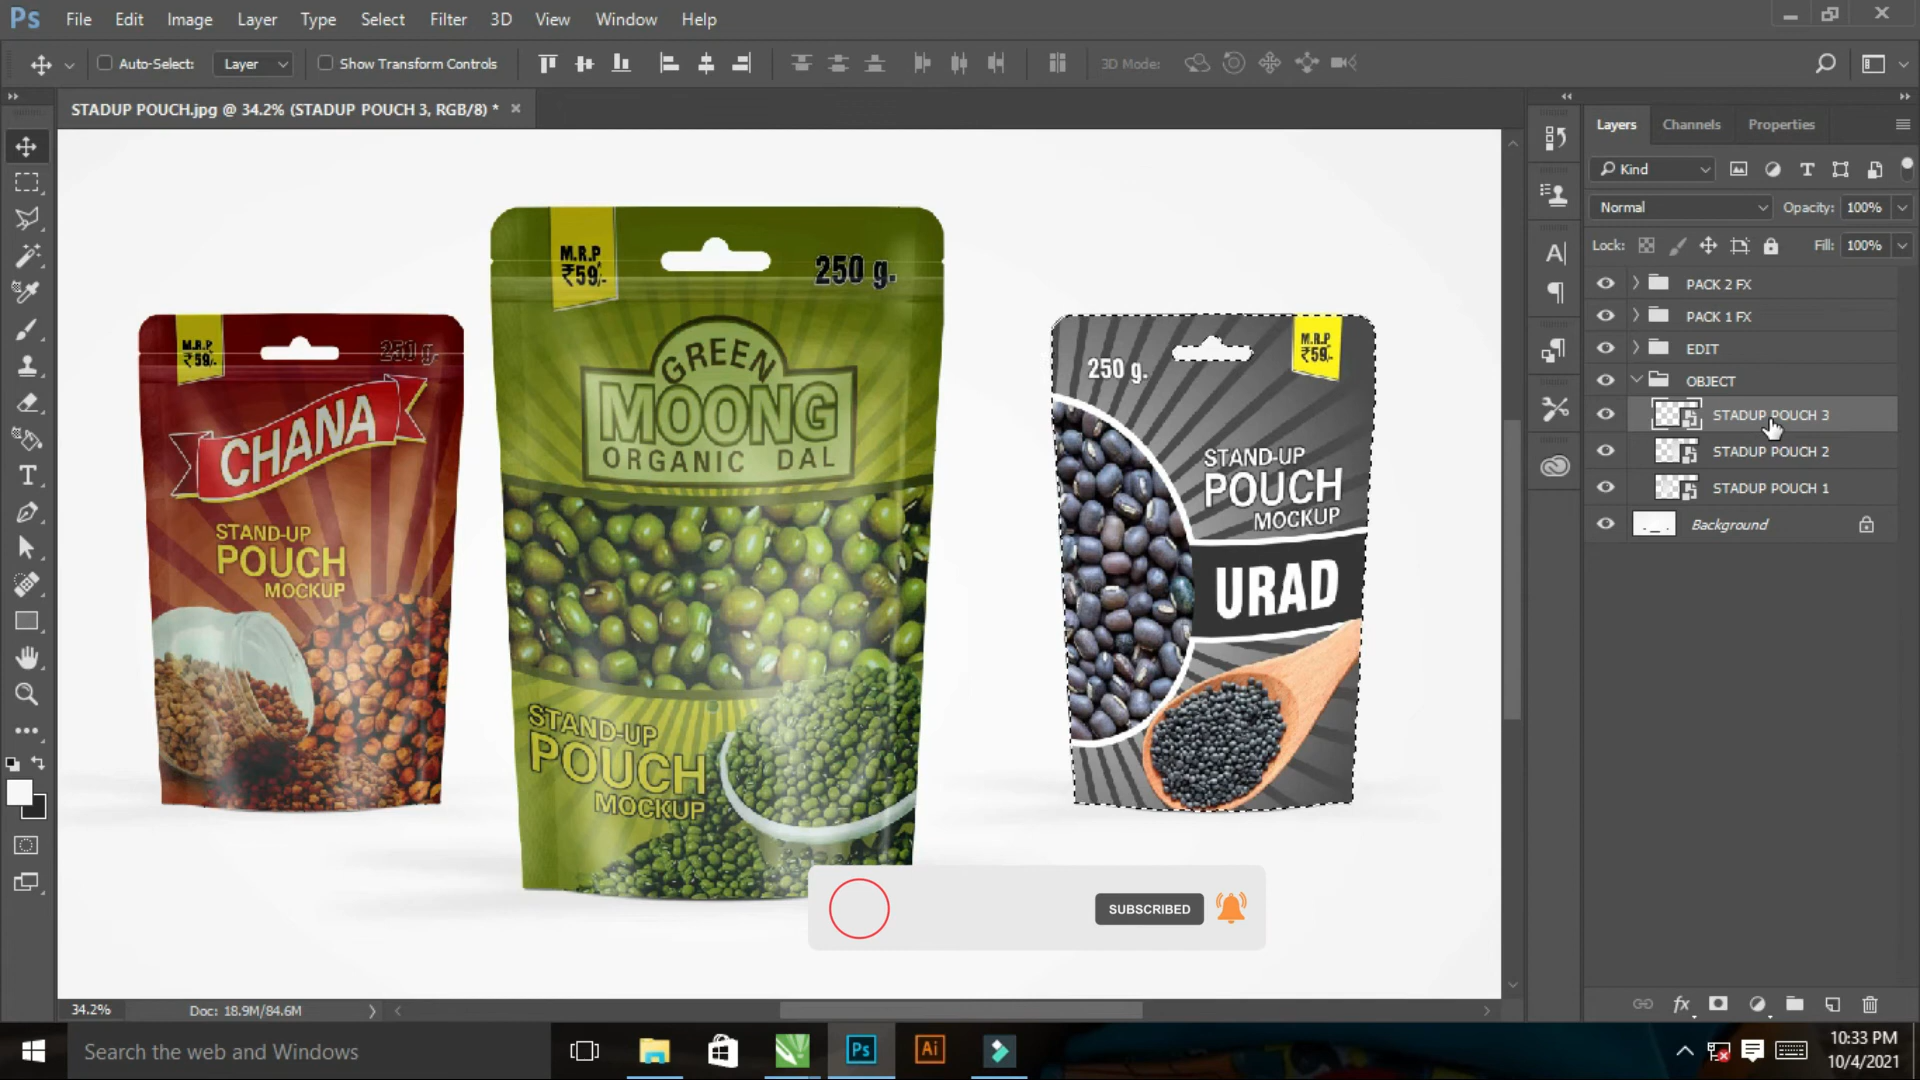 Ps File Edit Image Layer Type Select Filter 3D View Window Help
Auto-Select: Layer Show Transform Controls 3D Mode:
STADUP POUCH.jpg @ 34.2% (STADUP POUCH 3, RGB/8) * ×
M.R.P
₹59/-
250 g.
CHANA
STAND-UP
POUCH
MOCKUP
M.R.P
₹59/-
250 g.
GREEN
MOONG
ORGANIC DAL
STAND-UP
POUCH
MOCKUP
250 g.
M.R.P
₹59/-
STAND-UP
POUCH
MOCKUP
URAD
SUBSCRIBED
Layers Channels Properties
Kind
Normal Opacity: 100%
Lock: Fill: 100%
PACK 2 FX
PACK 1 FX
EDIT
OBJECT
STADUP POUCH 3
STADUP POUCH 2
STADUP POUCH 1
Background
fx
34.2% Doc: 18.9M/84.6M
Search the web and Windows
Ps
Ai
10:33 PM
10/4/2021